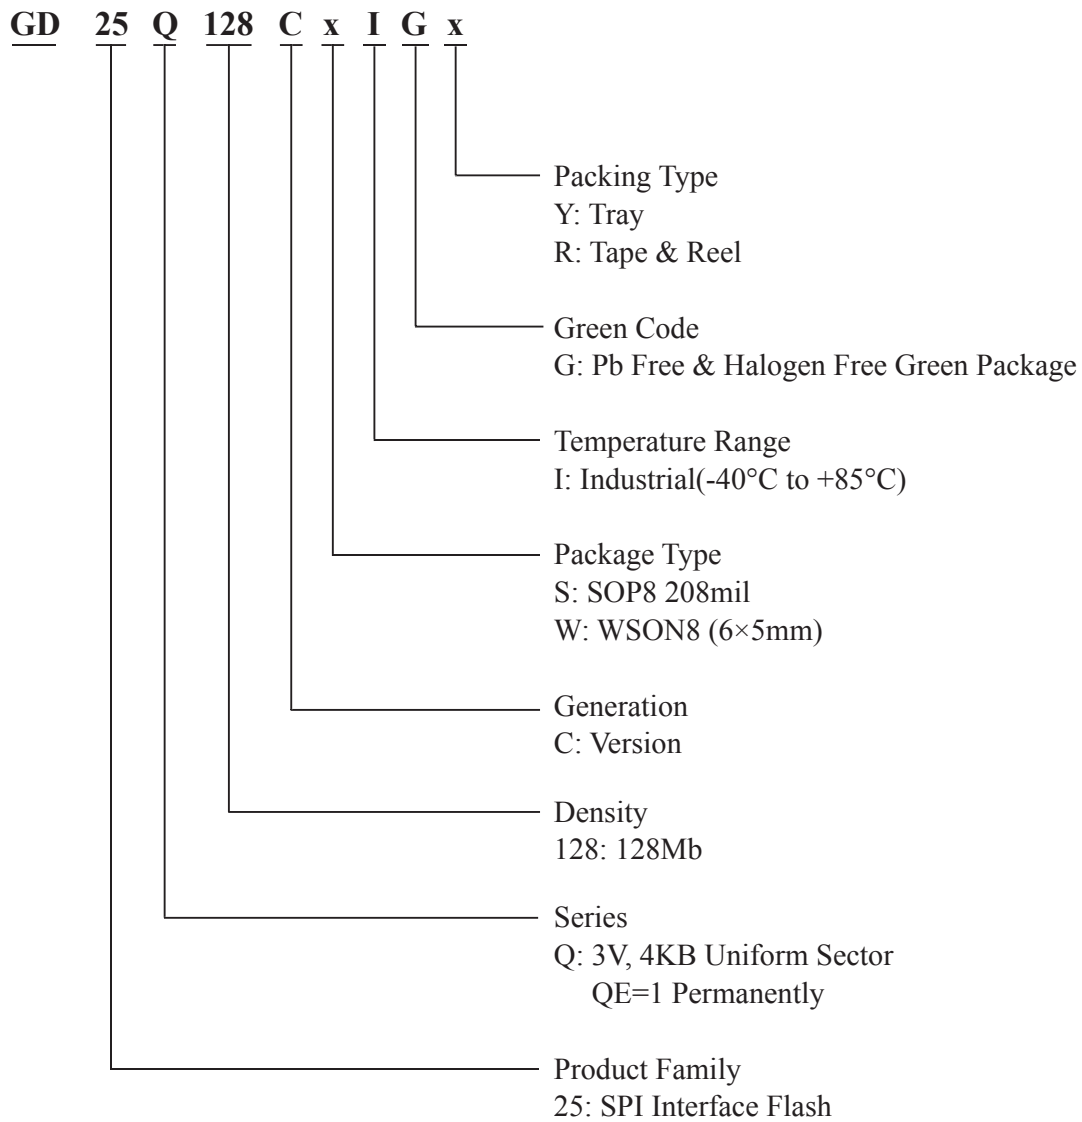 GD 25 Q 128 C x I G x
Packing Type
Y: Tray
R: Tape & Reel
Green Code
G: Pb Free & Halogen Free Green Package
Temperature Range
I: Industrial(-40°C to +85°C)
Package Type
S: SOP8 208mil
W: WSON8 (6×5mm)
Generation
C: Version
Density
128: 128Mb
Series
Q: 3V, 4KB Uniform Sector
QE=1 Permanently
Product Family
25: SPI Interface Flash